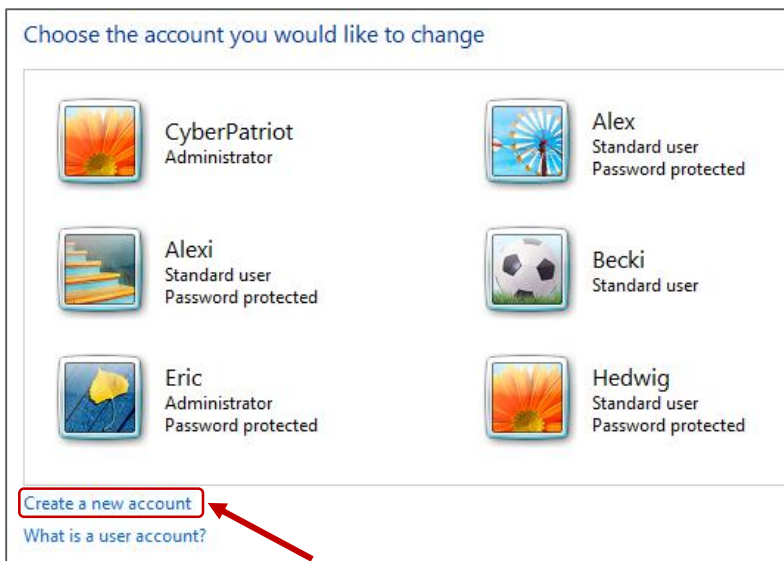 Choose the account you would like to change
CyberPatriot
Administrator
Alex
Standard user
Password protected
Alexi
Standard user
Password protected
Becki
Standard user
Eric
Administrator
Password protected
Hedwig
Standard user
Password protected
Create a new account
What is a user account?